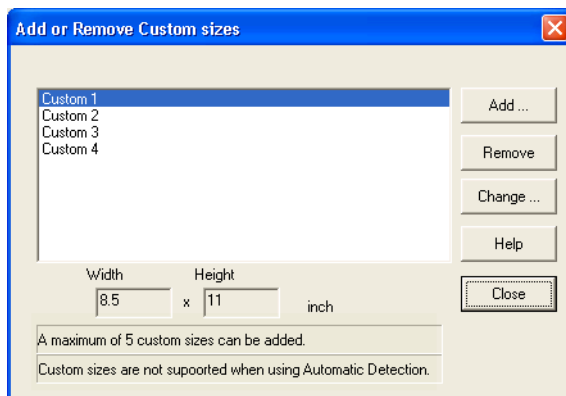 Add or Remove Custom sizes
Custom 1
Custom 2
Custom 3
Custom 4
Add ...
Remove
Change ...
Help
Close
Width Height
8.5 x 11 inch
A maximum of 5 custom sizes can be added.
Custom sizes are not supoorted when using Automatic Detection.